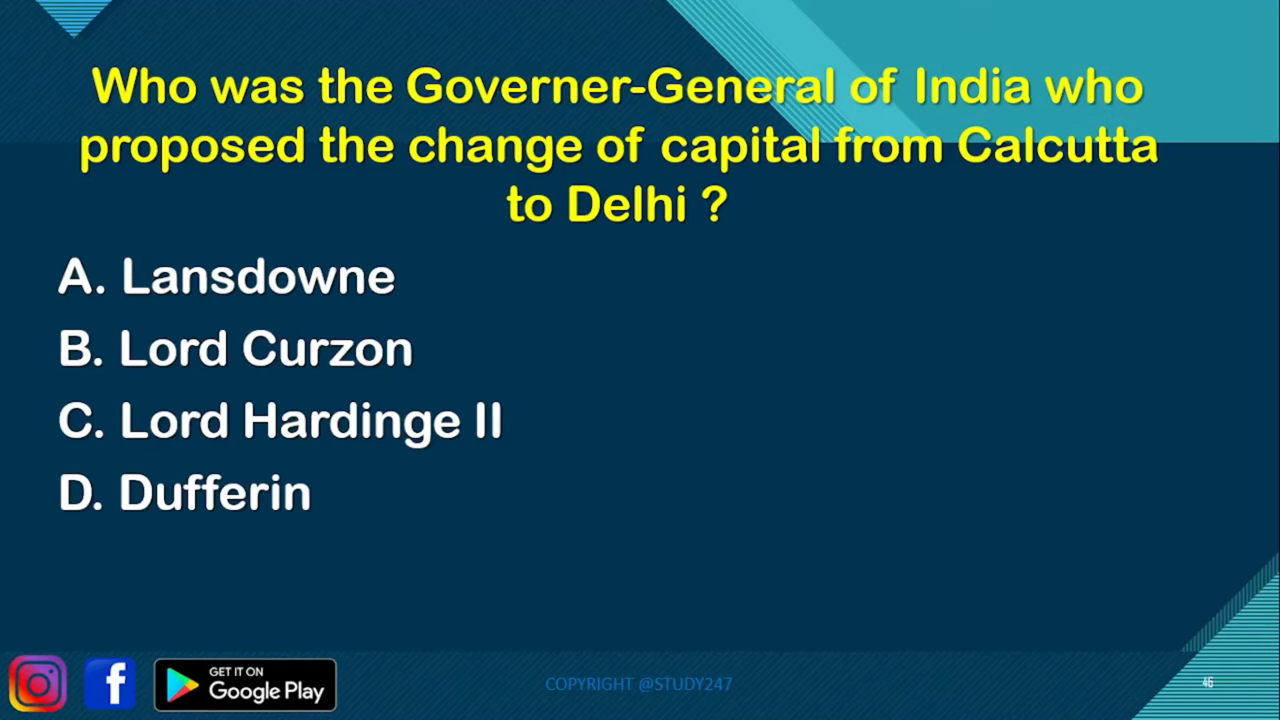 Who was the Governer-General of India who
proposed the change of capital from Calcutta
to Delhi ?
A. Lansdowne
B. Lord Curzon
C. Lord Hardinge II
D. Dufferin
GET IT ON
Google Play
COPYRIGHT @STUDY247
46